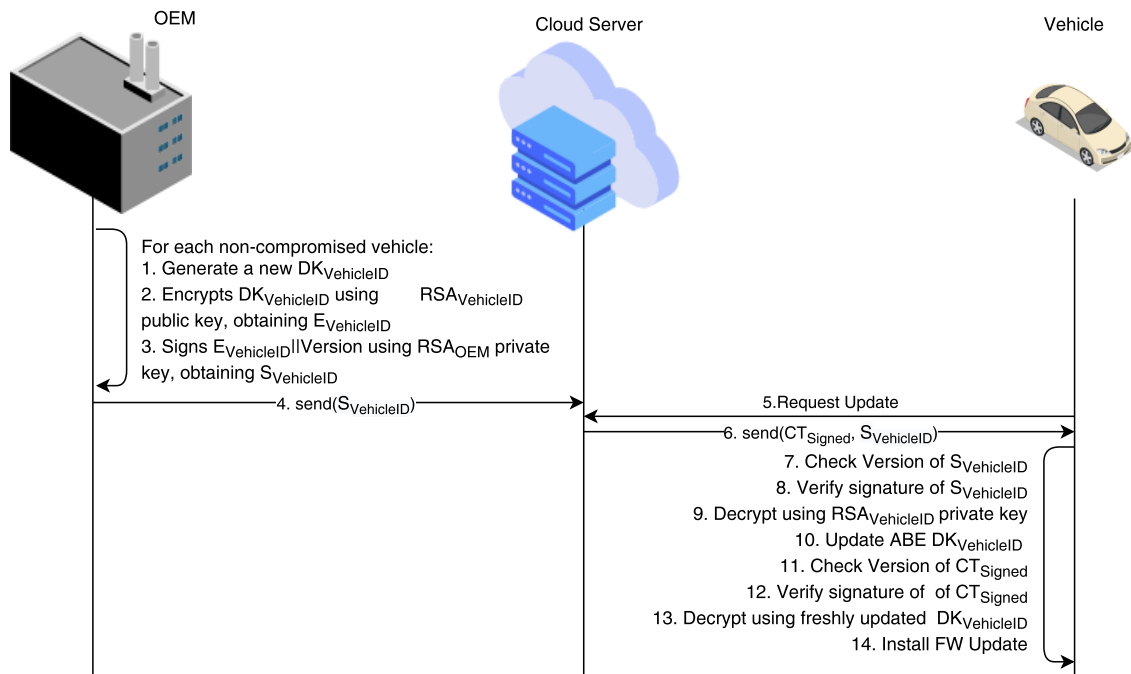 OEM
Cloud Server
Vehicle
For each non-compromised vehicle:
1. Generate a new DKVehicleID
2. Encrypts DKVehicleID using RSAVehicleID
public key, obtaining EVehicleID
3. Signs EVehicleID||Version using RSAOEM private
key, obtaining SVehicleID
4. send(SVehicleID)
5.Request Update
6. send(CTSigned, SVehicleID)
7. Check Version of SVehicleID
8. Verify signature of SVehicleID
9. Decrypt using RSAVehicleID private key
10. Update ABE DKVehicleID
11. Check Version of CTSigned
12. Verify signature of of CTSigned
13. Decrypt using freshly updated DKVehicleID
14. Install FW Update